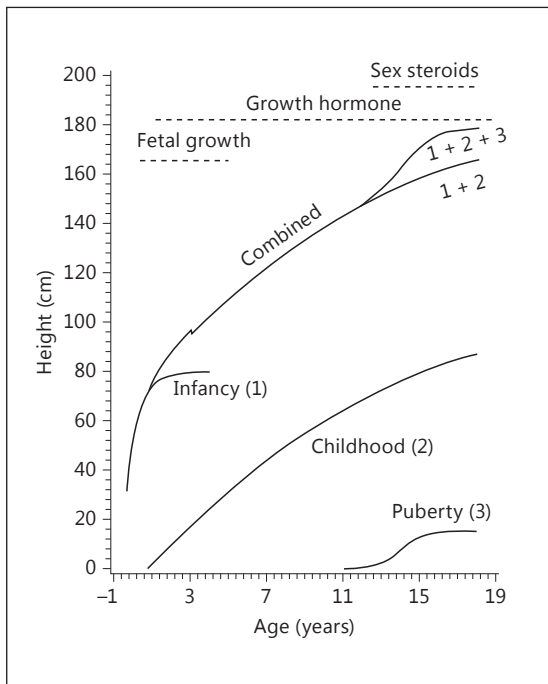 200
180
160
140
120
100
80
60
40
20
0
Height (cm)
Sex steroids
Growth hormone
Fetal growth
1 + 2 + 3
1 + 2
Combined
Infancy (1)
Childhood (2)
Puberty (3)
–1 3 7 11 15 19
Age (years)